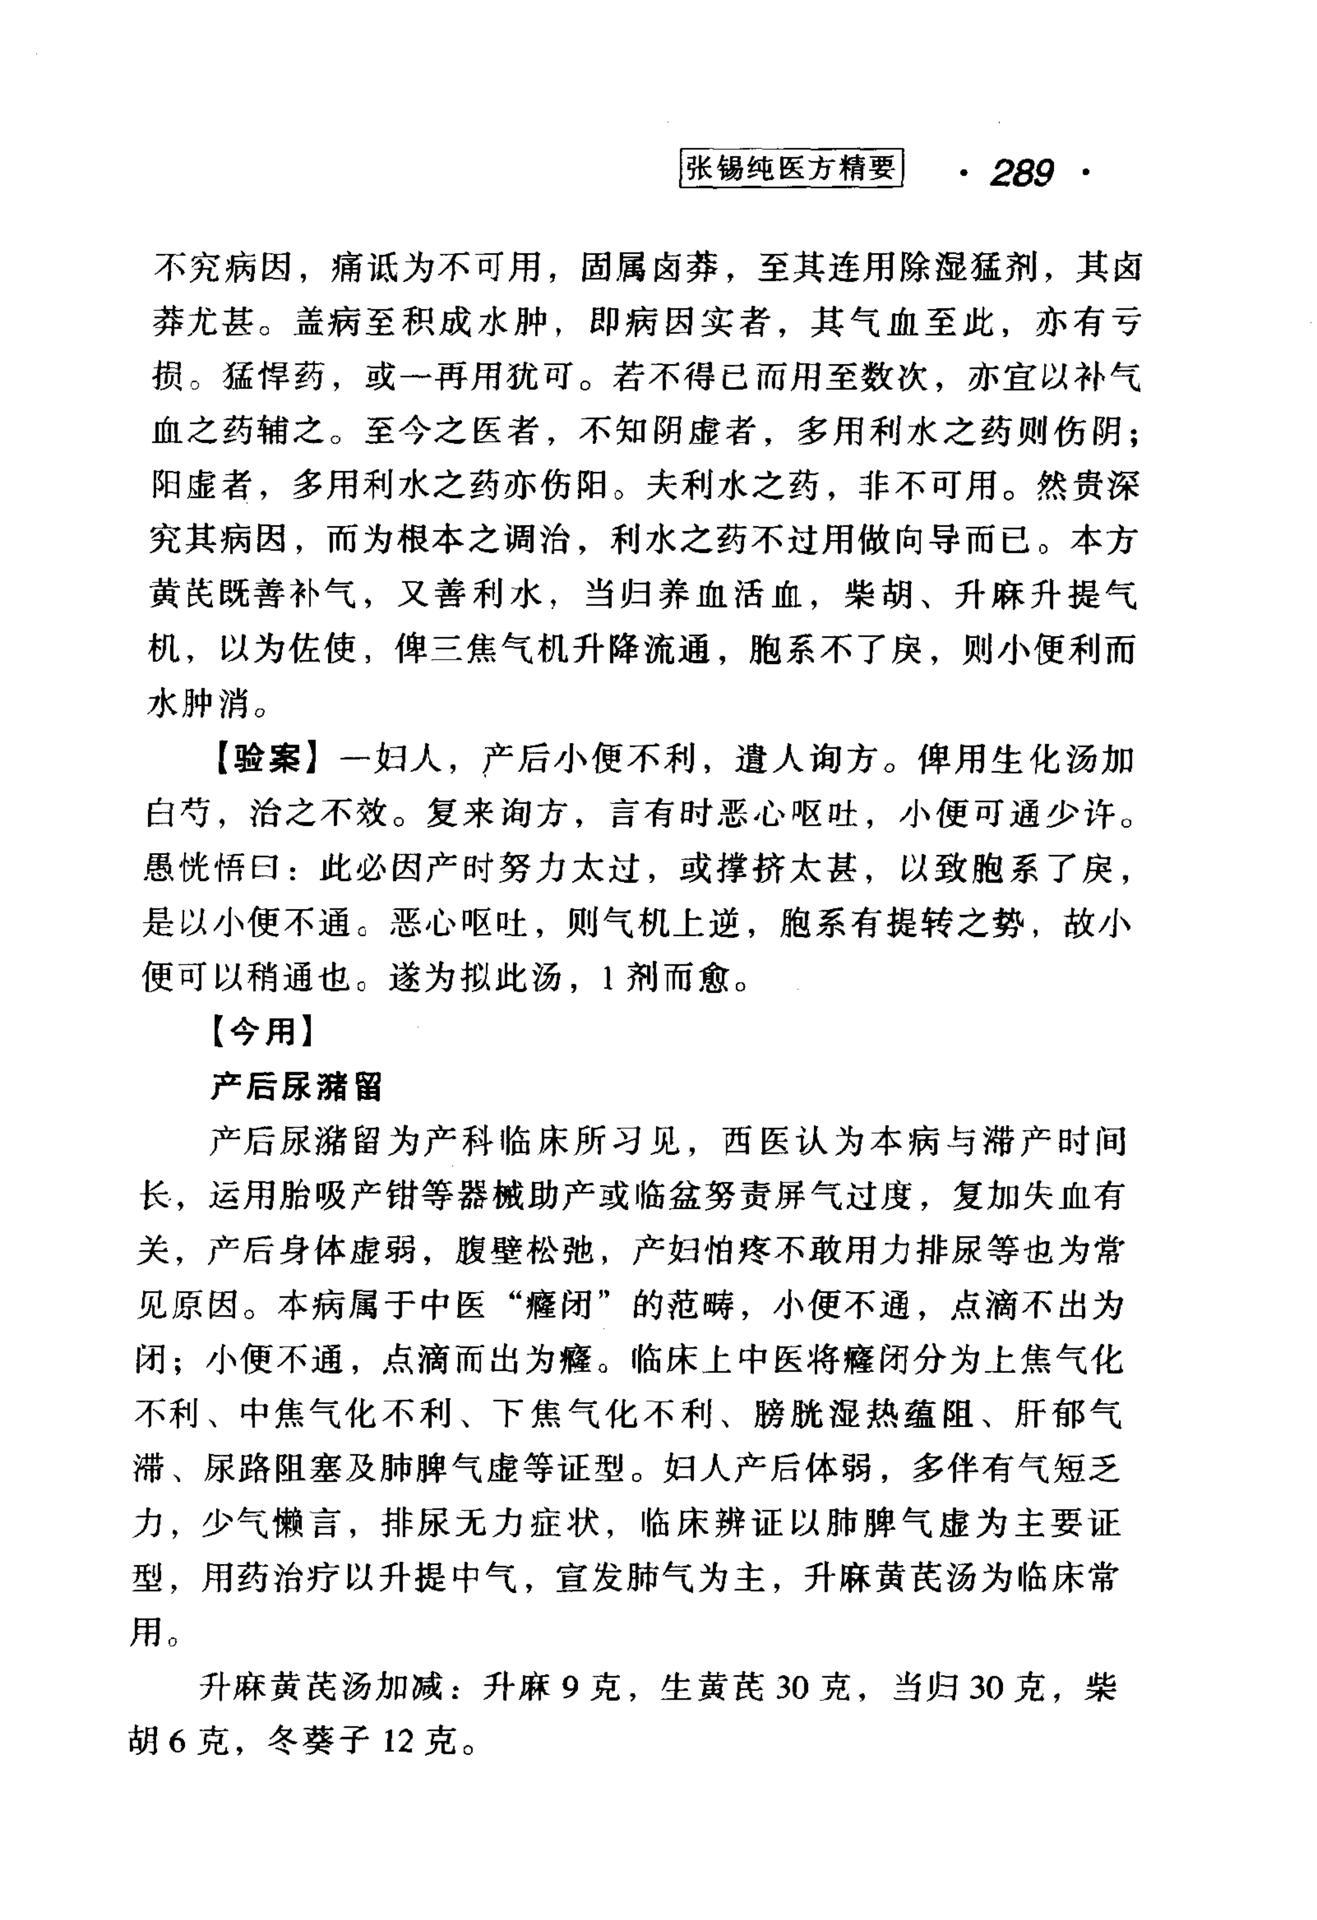 张锡纯医方精要 · 289 ·
不究病因，痛诋为不可用，固属卤莽，至其连用除湿猛剂，其卤
莽尤甚。盖病至积成水肿，即病因实者，其气血至此，亦有亏
损。猛悍药，或一再用犹可。若不得已而用至数次，亦宜以补气
血之药辅之。至今之医者，不知阴虚者，多用利水之药则伤阴；
阳虚者，多用利水之药亦伤阳。夫利水之药，非不可用。然贵深
究其病因，而为根本之调治，利水之药不过用做向导而已。本方
黄芪既善补气，又善利水，当归养血活血，柴胡、升麻升提气
机，以为佐使，俾三焦气机升降流通，胞系不了戾，则小便利而
水肿消。
【验案】一妇人，产后小便不利，遣人询方。俾用生化汤加
白芍，治之不效。复来询方，言有时恶心呕吐，小便可通少许。
愚恍悟曰：此必因产时努力太过，或撑挤太甚，以致胞系了戾，
是以小便不通。恶心呕吐，则气机上逆，胞系有提转之势，故小
便可以稍通也。遂为拟此汤，1 剂而愈。
【今用】
产后尿潴留
产后尿潴留为产科临床所习见，西医认为本病与滞产时间
长，运用胎吸产钳等器械助产或临盆努责屏气过度，复加失血有
关，产后身体虚弱，腹壁松弛，产妇怕疼不敢用力排尿等也为常
见原因。本病属于中医“癃闭”的范畴，小便不通，点滴不出为
闭；小便不通，点滴而出为癃。临床上中医将癃闭分为上焦气化
不利、中焦气化不利、下焦气化不利、膀胱湿热蕴阻、肝郁气
滞、尿路阻塞及肺脾气虚等证型。妇人产后体弱，多伴有气短乏
力，少气懒言，排尿无力症状，临床辨证以肺脾气虚为主要证
型，用药治疗以升提中气，宣发肺气为主，升麻黄芪汤为临床常
用。
升麻黄芪汤加减：升麻 9 克，生黄芪 30 克，当归 30 克，柴
胡 6 克，冬葵子 12 克。